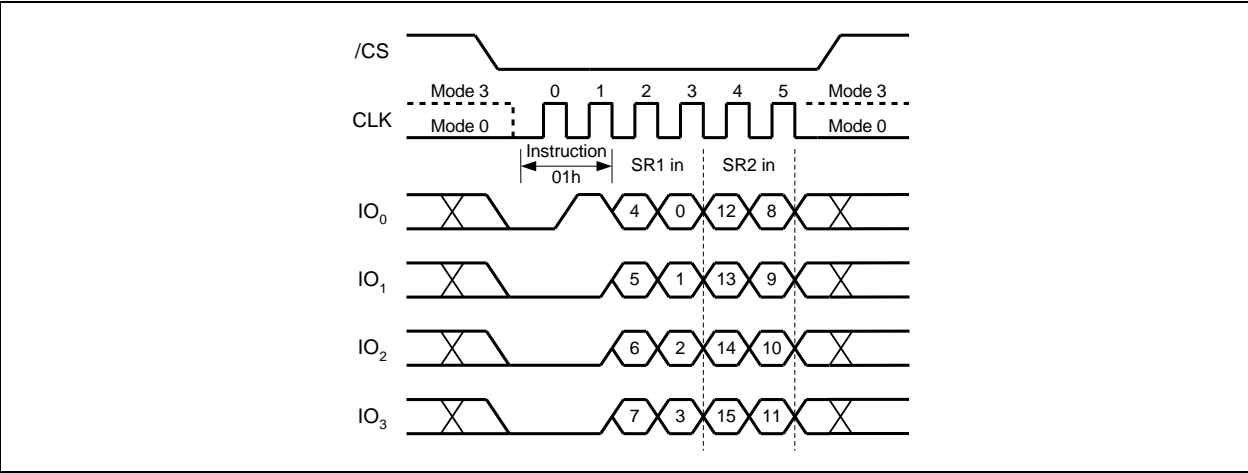 /CS
Mode 3 0 1 2 3 4 5 Mode 3
CLK
Mode 0 Mode 0
Instruction SR1 in SR2 in
01h
IO0 4 0 12 8
IO1 5 1 13 9
IO2 6 2 14 10
IO3 7 3 15 11